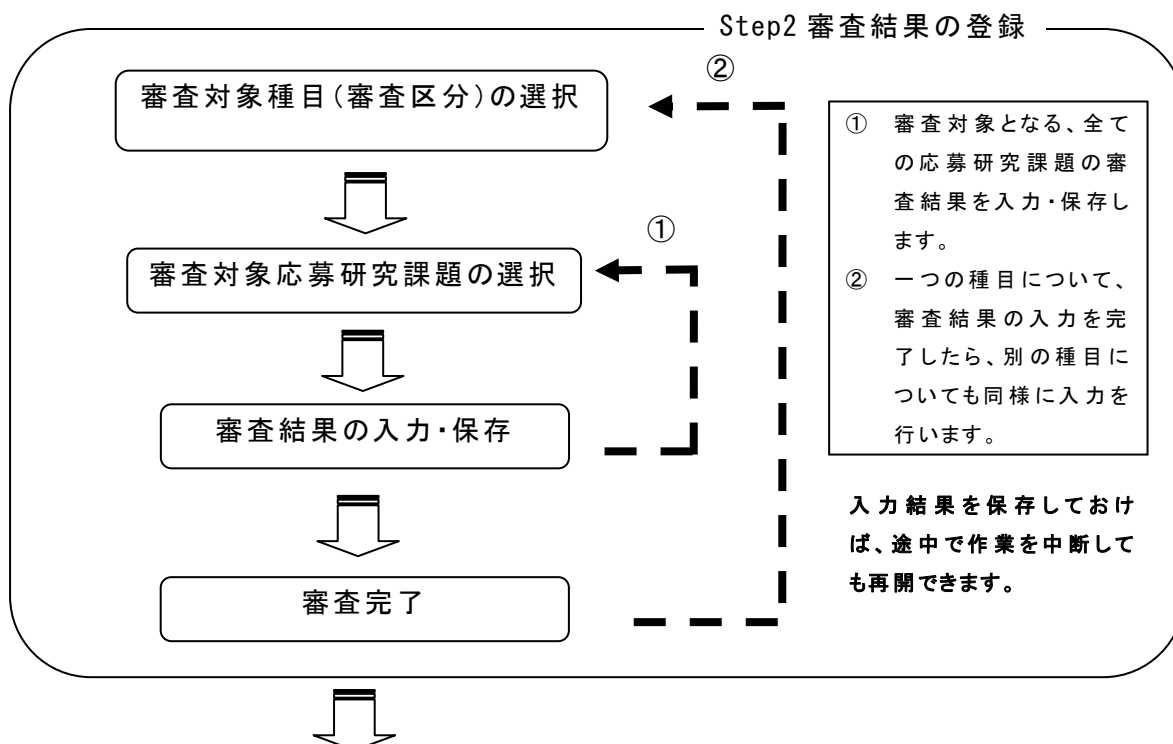 Step2 審査結果の登録
②
審査対象種目(審査区分)の選択
①
審査対象応募研究課題の選択
審査結果の入力・保存
審査完了
① 審査対象となる、全て
の応募研究課題の審
査結果を入力・保存し
ます。
② 一つの種目について、
審査結果の入力を完
了したら、別の種目に
ついても同様に入力を
行います。
入力結果を保存しておけ
ば、途中で作業を中断して
も再開できます。